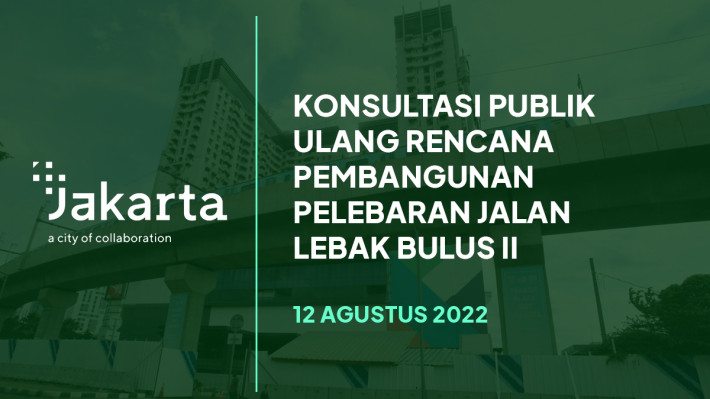 Jakarta
a city of collaboration
KONSULTASI PUBLIK
ULANG RENCANA
PEMBANGUNAN
PELEBARAN JALAN
LEBAK BULUS II
12 AGUSTUS 2022